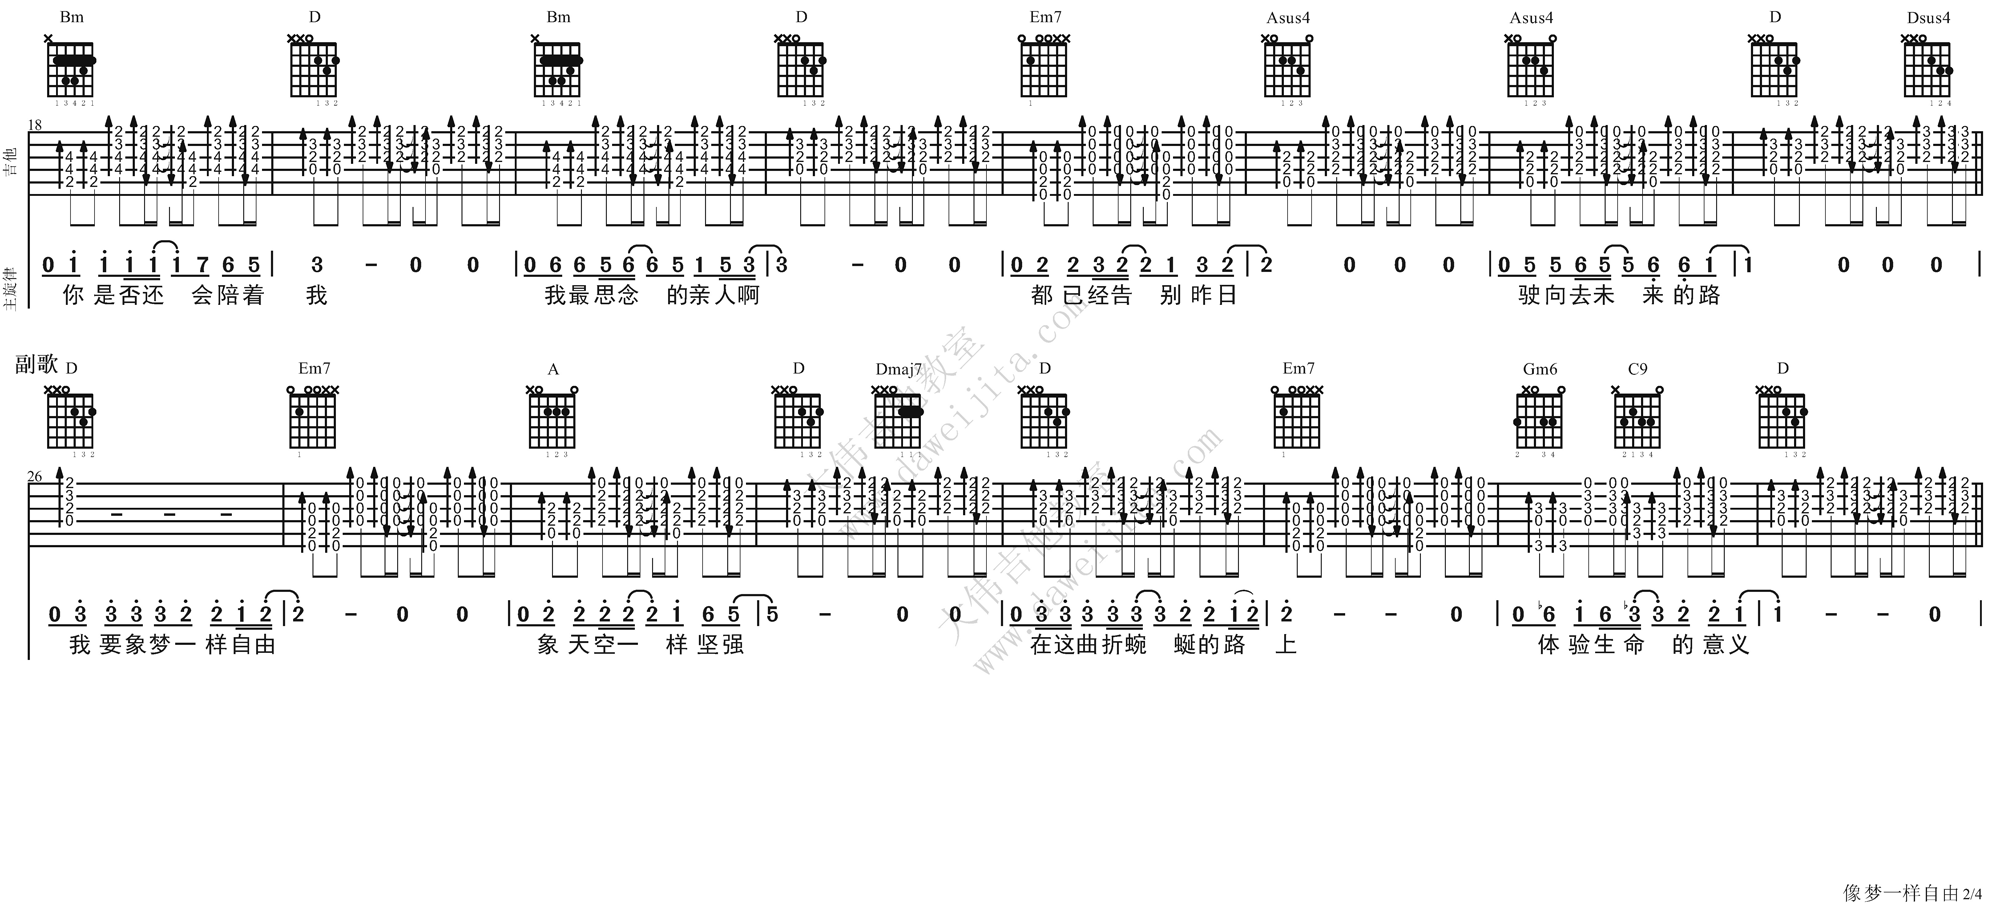 Bm D Bm D Em7 Asus4 Asus4 D Dsus4
18
吉他
主旋律
0 1 1 1 1 1 7 6 5 | 3 - 0 0 | 0 6 6 5 6 6 5 1 5 3 | 3 - 0 0 | 0 2 2 3 2 2 1 3 2 | 2 0 0 0 | 0 5 5 6 5 5 6 6 1 | 1 0 0 0 |
你是否还 会陪着 我 我最思念 的亲人啊 都已经告 别昨日 驶向去未 来的路
副歌
D Em7 A D Dmaj7 D Em7 Gm6 C9 D
26
0 3 3 3 3 2 2 1 2 | 2 - 0 0 | 0 2 2 2 2 2 1 6 5 | 5 - 0 0 | 0 3 3 3 3 3 2 2 1 2 | 2 - - 0 | 0 ♭6 1 6 ♭3 3 2 2 1 | 1 - - 0 |
我要象梦一样自由 象天空一 样坚强 在这曲折蜿 蜒的路 上 体验生命 的意义
大伟吉他教室
www.daweijita.com
大伟吉他教室
www.daweijita.com
像梦一样自由 2/4